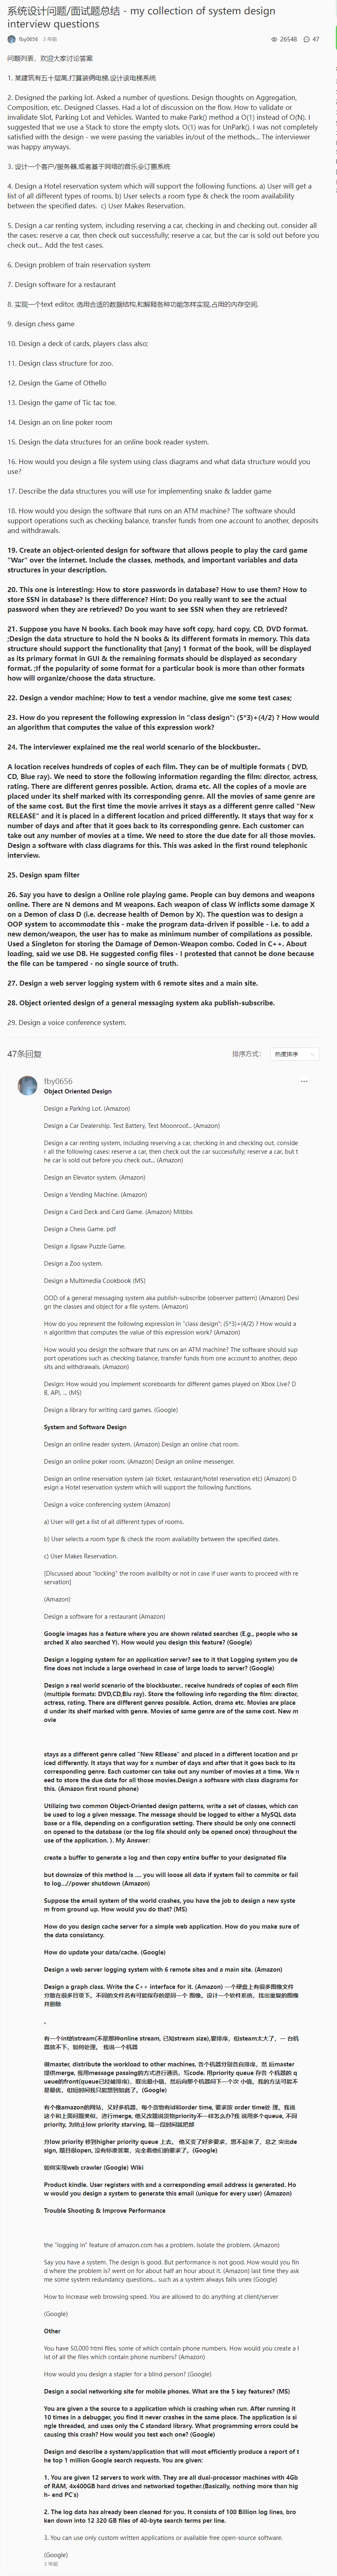 系统设计问题/面试题总结 - my collection of system design
interview questions
fby0656 5 年前
26548 47
问题列表，欢迎大家讨论答案
1. 某建筑有五十层高,打算装俩电梯,设计该电梯系统
2. Designed the parking lot. Asked a number of questions. Design thoughts on Aggregation,
Composition, etc. Designed Classes. Had a lot of discussion on the flow. How to validate or
invalidate Slot, Parking Lot and Vehicles. Wanted to make Park() method a O(1) instead of O(N). I
suggested that we use a Stack to store the empty slots. O(1) was for UnPark(). I was not completely
satisfied with the design - we were passing the variables in/out of the methods... The interviewer
was happy anyways.
3. 设计一个客户/服务器,或者基于网络的音乐会订票系统
4. Design a Hotel reservation system which will support the following functions. a) User will get a
list of all different types of rooms. b) User selects a room type & check the room availability
between the specified dates. c) User Makes Reservation.
5. Design a car renting system, including reserving a car, checking in and checking out. consider all
the cases: reserve a car, then check out successfully; reserve a car, but the car is sold out before you
check out... Add the test cases.
6. Design problem of train reservation system
7. Design software for a restaurant
8. 实现一个text editor. 选用合适的数据结构,和解释各种功能怎样实现,占用的内存空间.
9. design chess game
10. Design a deck of cards, players class also;
11. Design class structure for zoo.
12. Design the Game of Othello
13. Design the game of Tic tac toe.
14. Design an on line poker room
15. Design the data structures for an online book reader system.
16. How would you design a file system using class diagrams and what data structure would you
use?
17. Describe the data structures you will use for implementing snake & ladder game
18. How would you design the software that runs on an ATM machine? The software should
support operations such as checking balance, transfer funds from one account to another, deposits
and withdrawals.
19. Create an object-oriented design for software that allows people to play the card game
"War" over the internet. Include the classes, methods, and important variables and data
structures in your description.
20. This one is interesting: How to store passwords in database? How to use them? How to
store SSN in database? Is there difference? Hint: Do you really want to see the actual
password when they are retrieved? Do you want to see SSN when they are retrieved?
21. Suppose you have N books. Each book may have soft copy, hard copy, CD, DVD format.
;Design the data structure to hold the N books & its different formats in memory. This data
structure should support the functionality that [any] 1 format of the book, will be displayed
as its primary format in GUI & the remaining formats should be displayed as secondary
format. ;If the popularity of some format for a particular book is more than other formats
how will organize/choose the data structure.
22. Design a vendor machine; How to test a vendor machine, give me some test cases;
23. How do you represent the following expression in "class design": (5*3)+(4/2) ? How would
an algorithm that computes the value of this expression work?
24. The interviewer explained me the real world scenario of the blockbuster..
A location receives hundreds of copies of each film. They can be of multiple formats ( DVD,
CD, Blue ray). We need to store the following information regarding the film: director, actress,
rating. There are different genres possible. Action, drama etc. All the copies of a movie are
placed under its shelf marked with its corresponding genre. All the movies of same genre are
of the same cost. But the first time the movie arrives it stays as a different genre called "New
RELEASE" and it is placed in a different location and priced differently. It stays that way for x
number of days and after that it goes back to its corresponding genre. Each customer can
take out any number of movies at a time. We need to store the due date for all those movies.
Design a software with class diagrams for this. This was asked in the first round telephonic
interview.
25. Design spam filter
26. Say you have to design a Online role playing game. People can buy demons and weapons
online. There are N demons and M weapons. Each weapon of class W inflicts some damage X
on a Demon of class D (i.e. decrease health of Demon by X). The question was to design a
OOP system to accommodate this - make the program data-driven if possible - i.e. to add a
new demon/weapon, the user has to make as minimum number of compilations as possible.
Used a Singleton for storing the Damage of Demon-Weapon combo. Coded in C++. About
loading, said we use DB. He suggested config files - I protested that cannot be done because
the file can be tampered - no single source of truth.
27. Design a web server logging system with 6 remote sites and a main site.
28. Object oriented design of a general messaging system aka publish-subscribe.
29. Design a voice conference system.
47条回复
排序方式： 热度排序
fby0656
Object Oriented Design
Design a Parking Lot. (Amazon)
Design a Car Dealership. Test Battery, Test Moonroof... (Amazon)
Design a car renting system, including reserving a car, checking in and checking out. consider
all the following cases: reserve a car, then check out the car successfully; reserve a car, but t
he car is sold out before you check out... (Amazon)
Design an Elevator system. (Amazon)
Design a Vending Machine. (Amazon)
Design a Card Deck and Card Game. (Amazon) Mitbbs
Design a Chess Game. pdf
Design a Jigsaw Puzzle Game.
Design a Zoo system.
Design a Multimedia Cookbook (MS)
OOD of a general messaging system aka publish-subscribe (observer pattern) (Amazon) Desi
gn the classes and object for a file system. (Amazon)
How do you represent the following expression in "class design": (5*3)+(4/2) ? How would a
n algorithm that computes the value of this expression work? (Amazon)
How would you design the software that runs on an ATM machine? The software should sup
port operations such as checking balance, transfer funds from one account to another, depo
sits and withdrawals, (Amazon)
Design: How you would implement scoreboards for different games played on Xbox Live? D
B, API, ... (MS)
Design a library for writing card games. (Google)
System and Software Design
Design an online reader system. (Amazon) Design an online chat room.
Design an online poker room. (Amazon) Design an online messenger.
Design an online reservation system (air ticket, restaurant/hotel reservation etc) (Amazon) D
esign a Hotel reservation system which will support the following functions.
Design a voice conferencing system (Amazon)
a) User will get a list of all different types of rooms.
b) User selects a room type & check the room availablity between the specified dates.
c) User Makes Reservation.
[Discussed about "locking" the room availibity or not in case if user wants to proceed with re
servation]
(Amazon)
Design a software for a restaurant (Amazon)
Google images has a feature where you are shown related searches (E.g., people who se
arched X also searched Y). How would you design this feature? (Google)
Design a logging system for an application server? see to it that Logging system you de
fine does not include a large overhead in case of large loads to server? (Google)
Design a real world scenario of the blockbuster.. receive hundreds of copies of each film
(multiple formats: DVD,CD,Blu ray). Store the following info regarding the film: director,
actress, rating. There are different genres possible. Action, drama etc. Movies are place
d under its shelf marked with genre. Movies of same genre are of the same cost. New m
ovie
stays as a different genre called "New RElease" and placed in a different location and pr
iced differently. It stays that way for x number of days and after that it goes back to its
corresponding genre. Each customer can take out any number of movies at a time. We n
eed to store the due date for all those movies.Design a software with class diagrams for
this. (Amazon first round phone)
Utilizing two common Object-Oriented design patterns, write a set of classes, which can
be used to log a given message. The message should be logged to either a MySQL data
base or a file, depending on a configuration setting. There should be only one connecti
on opened to the database (or the log file should only be opened once) throughout the
use of the application. ). My Answer:
create a buffer to generate a log and then copy entire buffer to your designated file
but downsize of this method is .... you will loose all data if system fail to commite or fail
to log...//power shutdown (Amazon)
Suppose the email system of the world crashes, you have the job to design a new syste
m from ground up. How would you do that? (MS)
How do you design cache server for a simple web application. How do you make sure of
the data consistancy.
How do update your data/cache. (Google)
Design a web server logging system with 6 remote sites and a main site. (Amazon)
Design a graph class. Write the C++ interface for it. (Amazon) 一个硬盘上有很多图像文件
分散在很多目录下。不同的文件名有可能保存的是同一个 图像。设计一个软件系统，找出重复的图像
并删除
。
有一个int的stream(不是那种online stream, 已知stream size),要排序，但steam太大了，一 台机
器放不下，如何处理。 我说一个机器
做master, distribute the workload to other machines, 各个机器分别各自排序，然 后master
提供merge，我用message passing的方式进行通讯，写code. 用priority queue 存各 个机器的 q
ueue的front(queue已经被排序)，取出最小值，然后向那个机器问下一个次 小值。我的方法可能不
是最优，但短时间我只能想到如此了。(Google)
有个像amazon的网站，又好多机器，每个货物有id和order time，要求按 order time处 理。我说
这个和上面问题类似，进行merge, 他又改题说货物priority不一样怎么办?我 说用多个queue, 不同
priority, 为防止low priority starving, 隔一段时间就把部
分low priority 移到higher priority queue 上去。 他又变了好多要求，想不起来了，总之 突出de
sign, 题目很open, 没有标准答案，完全看他们的要求了。(Google)
如何实现web crawler (Google) Wiki
Product kindle. User registers with and a corresponding email address is generated. Ho
w would you design a system to generate this email (unique for every user) (Amazon)
Trouble Shooting & Improve Performance
the "logging in" feature of amazon.com has a problem. Isolate the problem. (Amazon)
Say you have a system. The design is good. But performance is not good. How would you fin
d where the problem is? went on for about half an hour about it. (Amazon) last time they ask
me some system redundancy questions... such as a system always fails unex (Google)
How to increase web browsing speed. You are allowed to do anything at client/server
(Google)
Other
You have 50,000 html files, some of which contain phone numbers. How would you create a l
ist of all the files which contain phone numbers? (Amazon)
How would you design a stapler for a blind person? (Google)
Design a social networking site for mobile phones. What are the 5 key features? (MS)
You are given the source to a application which is crashing when run. After running it
10 times in a debugger, you find it never crashes in the same place. The application is si
ngle threaded, and uses only the C standard library. What programming errors could be
causing this crash? How would you test each one? (Google)
Design and describe a system/application that will most efficiently produce a report of t
he top 1 million Google search requests. You are given:
1. You are given 12 servers to work with. They are all dual-processor machines with 4Gb
of RAM, 4x400GB hard drives and networked together.(Basically, nothing more than hig
h- end PC's)
2. The log data has already been cleaned for you. It consists of 100 Billion log lines, bro
ken down into 12 320 GB files of 40-byte search terms per line.
3. You can use only custom written applications or available free open-source software.
(Google)
5 年前